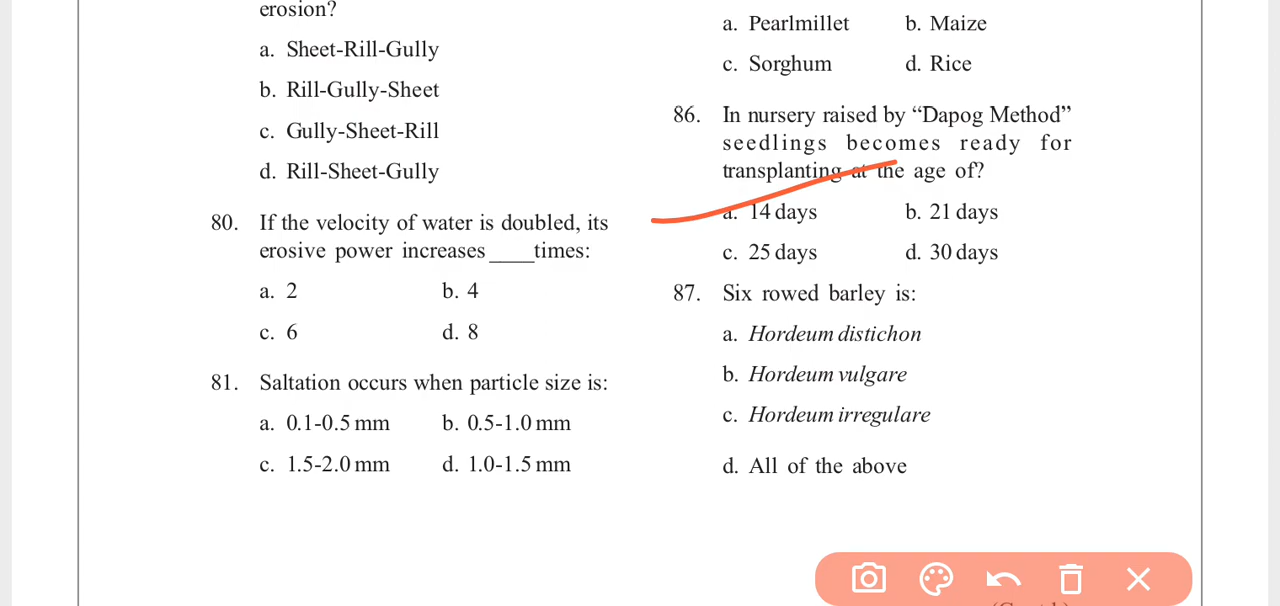 erosion?
a. Sheet-Rill-Gully
b. Rill-Gully-Sheet
c. Gully-Sheet-Rill
d. Rill-Sheet-Gully
80. If the velocity of water is doubled, its
erosive power increases ____times:
a. 2 b. 4
c. 6 d. 8
81. Saltation occurs when particle size is:
a. 0.1-0.5 mm b. 0.5-1.0 mm
c. 1.5-2.0 mm d. 1.0-1.5 mm
a. Pearlmillet b. Maize
c. Sorghum d. Rice
86. In nursery raised by “Dapog Method”
seedlings becomes ready for
transplanting at the age of?
a. 14 days b. 21 days
c. 25 days d. 30 days
87. Six rowed barley is:
a. Hordeum distichon
b. Hordeum vulgare
c. Hordeum irregulare
d. All of the above